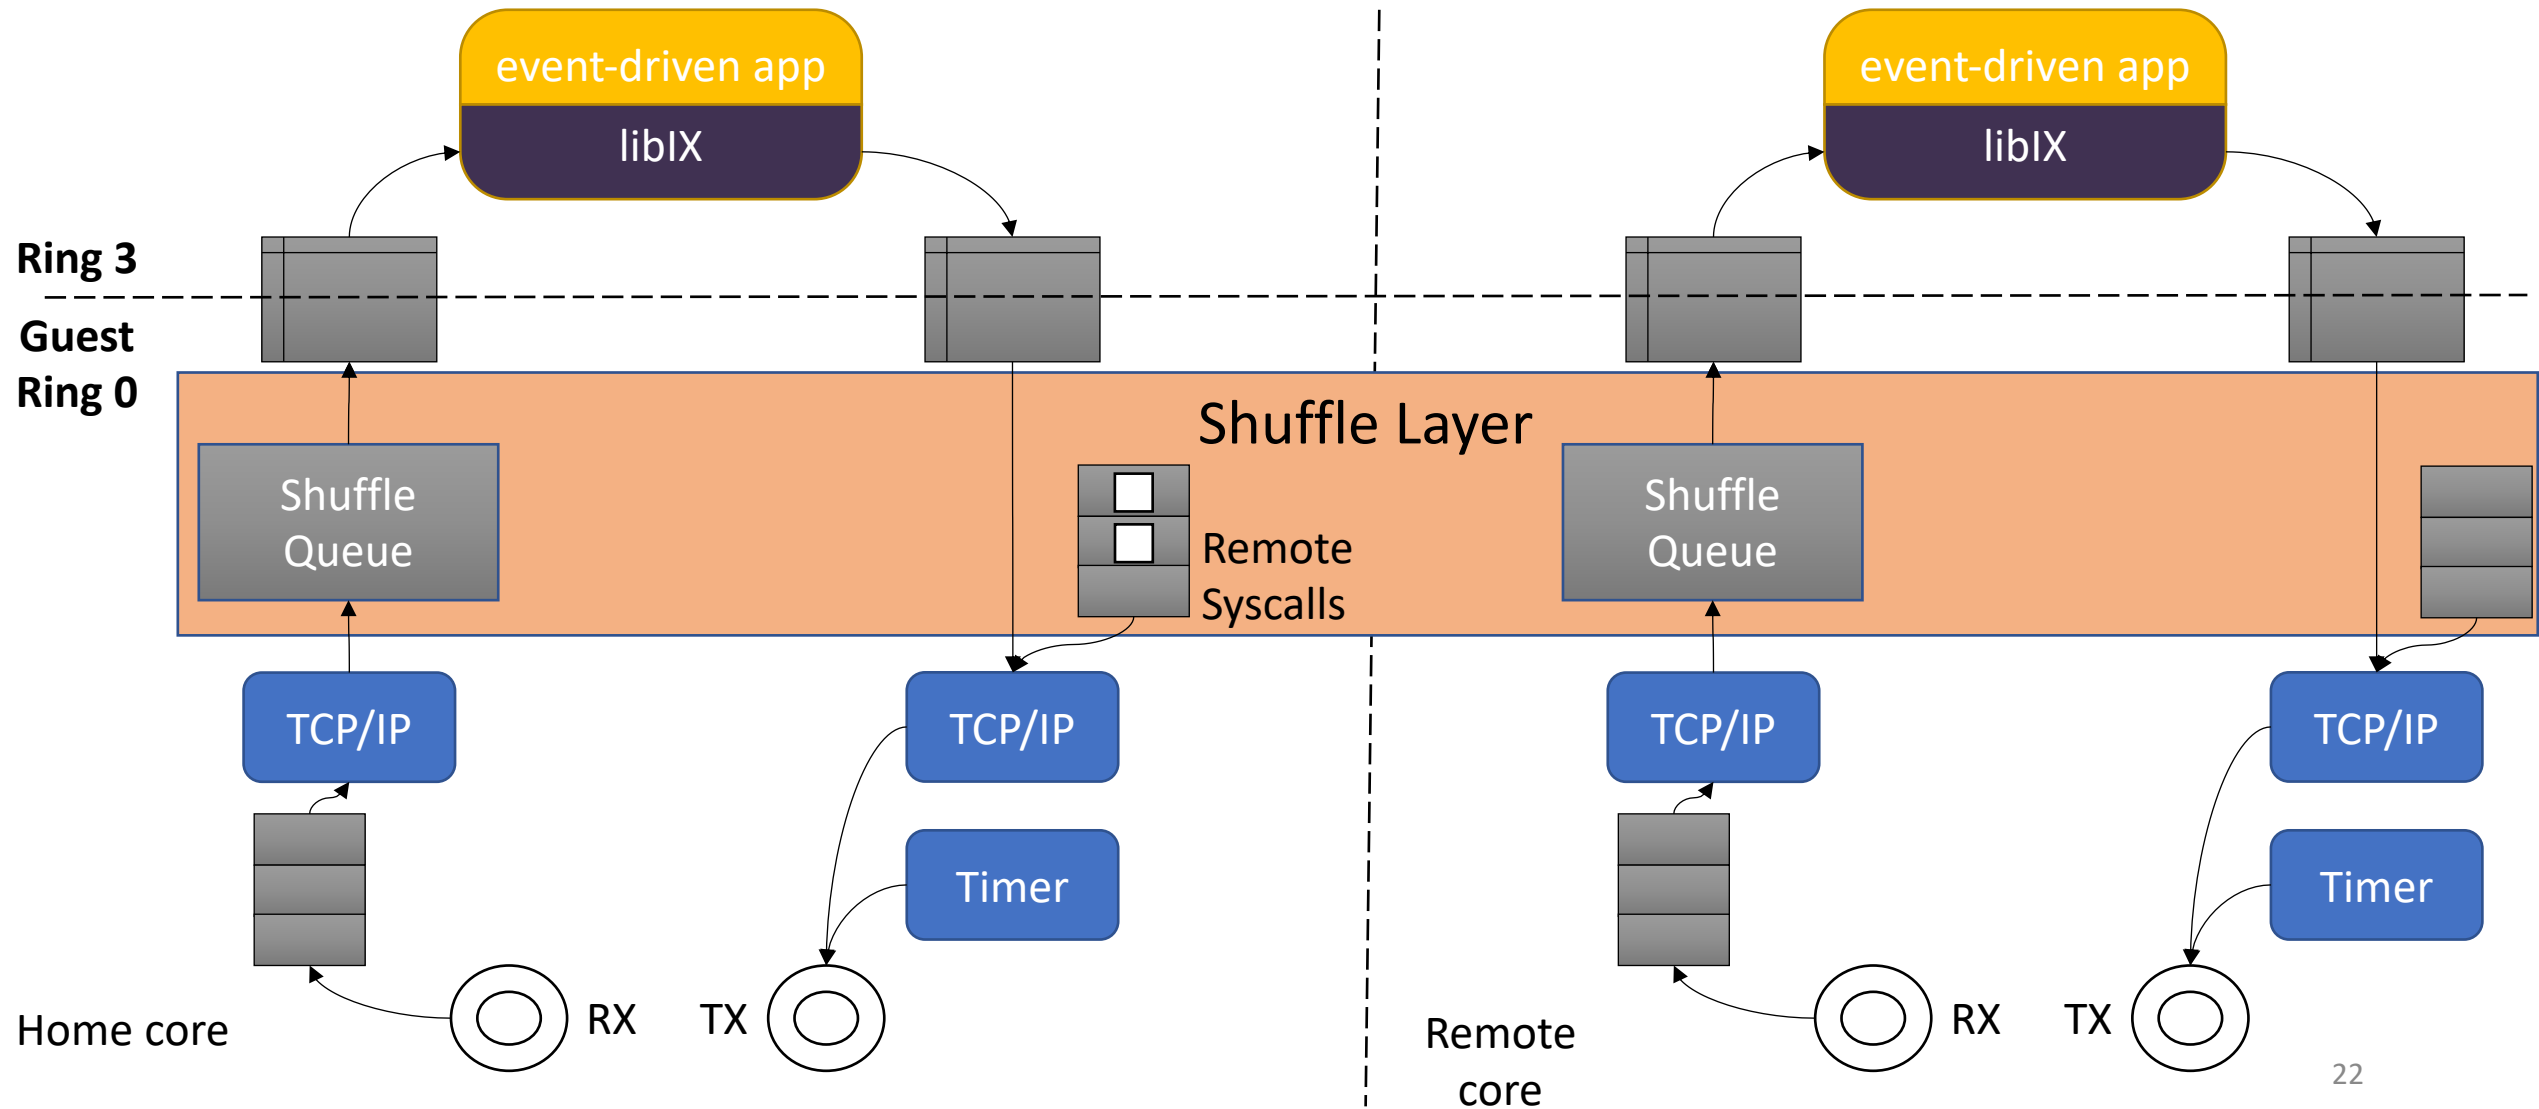 event-driven app
libIX
event-driven app
libIX
Ring 3
Guest
Ring 0
Shuffle Layer
Shuffle
Queue
Remote
Syscalls
Shuffle
Queue
TCP/IP
TCP/IP
TCP/IP
TCP/IP
Timer
Timer
Home core
RX
TX
Remote
core
RX
TX
22